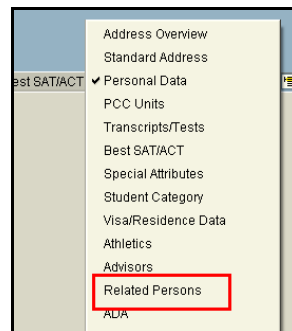 Address Overview
Standard Address
est SAT/ACT ✔ Personal Data
PCC Units
Transcripts/Tests
Best SAT/ACT
Special Attributes
Student Category
Visa/Residence Data
Athletics
Advisors
Related Persons
ADA